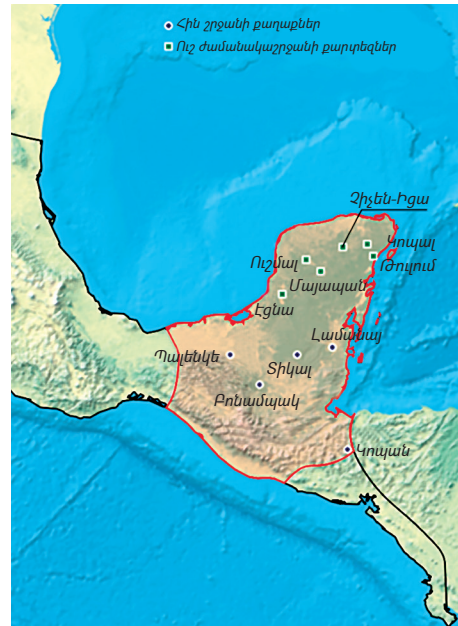 Հին շրջանի քաղաքներ
Ուշ ժամանակաշրջանի քարտեզներ
Չիչեն-Իցա
Կոպալ
Ուշմալ
Թուլում
Մայապան
Էցնա
Լամանայ
Պալենկե
Տիկալ
Բոնամպակ
Կոպան